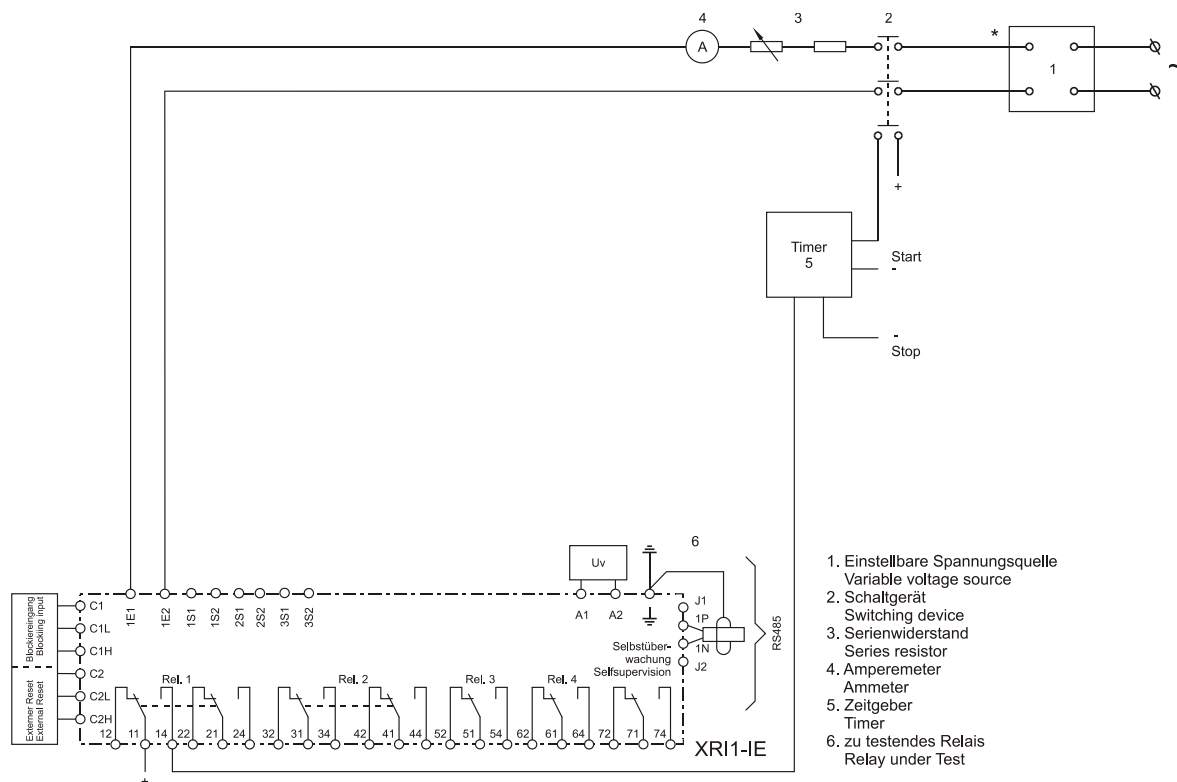 4 3 2
A * 1
+
Timer
5
Start
-
-
Stop
6
Uv
1E1 1E2 1S1 1S2 2S1 2S2 3S1 3S2 A1 A2
Blockiereingang
Blocking input
C1
C1L
C1H
Externer Reset
External Reset
C2
C2L
C2H
J1
1P
1N
J2
RS485
Selbstüber-
wachung
Selfsupervision
Rel. 1 Rel. 2 Rel. 3 Rel. 4
12 11 14 22 21 24 32 31 34 42 41 44 52 51 54 62 61 64 72 71 74
XRI1-IE
+
1. Einstellbare Spannungsquelle
Variable voltage source
2. Schaltgerät
Switching device
3. Serienwiderstand
Series resistor
4. Amperemeter
Ammeter
5. Zeitgeber
Timer
6. zu testendes Relais
Relay under Test